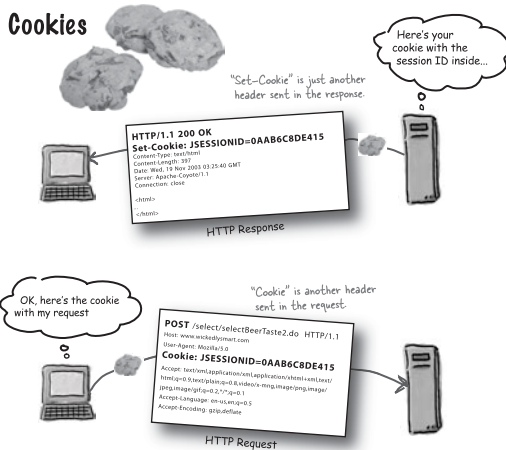 Cookies
Here's your
cookie with the
session ID inside...
"Set-Cookie" is just another
header sent in the response.
HTTP/1.1 200 OK
Set-Cookie: JSESSIONID=0AAB6C8DE415
Content-Type: text/html
Content-Length: 397
Date: Wed, 19 Nov 2003 03:25:40 GMT
Server: Apache-Coyote/1.1
Connection: close
<html>
...
</html>
HTTP Response
"Cookie" is another header
sent in the request.
OK, here's the cookie
with my request
POST /select/selectBeerTaste2.do HTTP/1.1
Host: www.wickedlysmart.com
User-Agent: Mozilla/5.0
Cookie: JSESSIONID=0AAB6C8DE415
Accept: text/xml,application/xml,application/xhtml+xml,text/
html;q=0.9,text/plain;q=0.8,video/x-mng,image/png,image/
jpeg,image/gif;q=0.2,*/*;q=0.1
Accept-Language: en-us,en;q=0.5
Accept-Encoding: gzip,deflate
HTTP Request